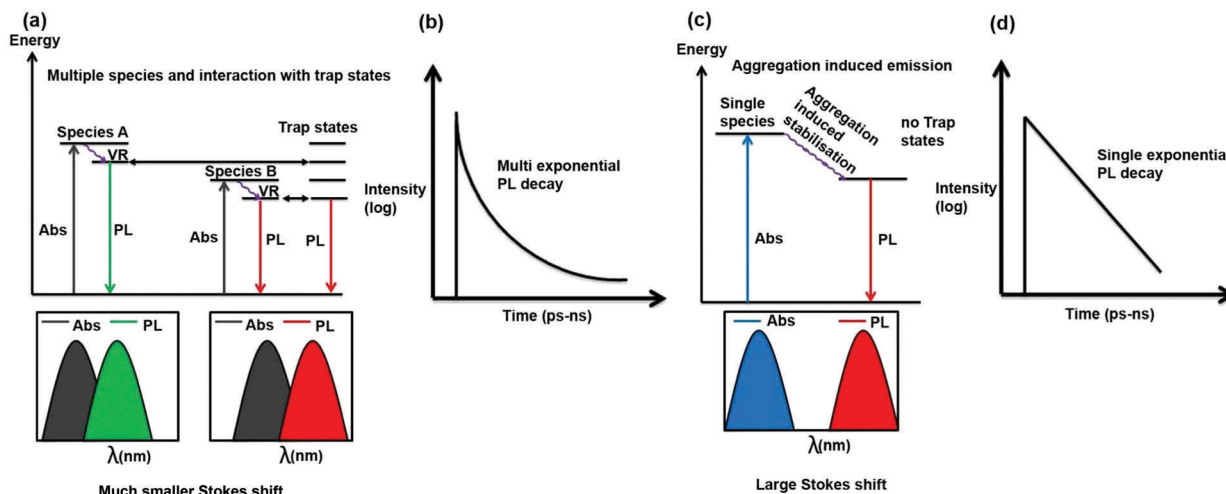 (a)
Energy
Multiple species and interaction with trap states
Species A
VR
Trap states
Species B
VR
Abs
PL
Abs
PL
PL
Abs
PL
λ(nm)
Abs
PL
λ(nm)
Much smaller Stokes shift
(b)
Intensity
(log)
Multi exponential
PL decay
Time (ps-ns)
(c)
Energy
Aggregation induced emission
Single
species
Aggregation
induced
stabilisation
no Trap
states
Abs
PL
Abs
PL
λ(nm)
Large Stokes shift
(d)
Intensity
(log)
Single exponential
PL decay
Time (ps-ns)